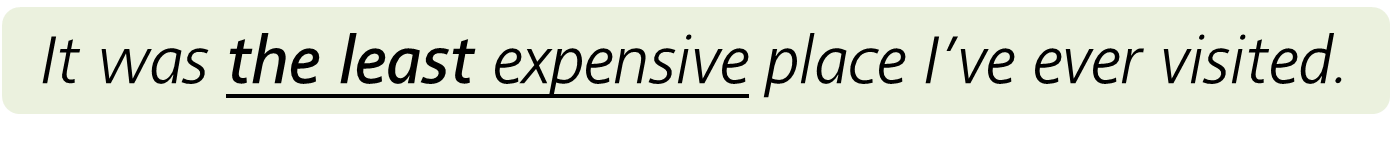 It was the least expensive place I’ve ever visited.